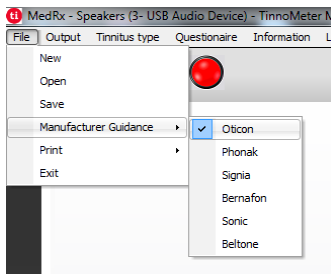 ti MedRx - Speakers (3- USB Audio Device) - TinnoMeter M
File Output Tinnitus type Questionaire Information L
New
Open
Save
Manufacturer Guidance
Print
Exit
Oticon
Phonak
Signia
Bernafon
Sonic
Beltone